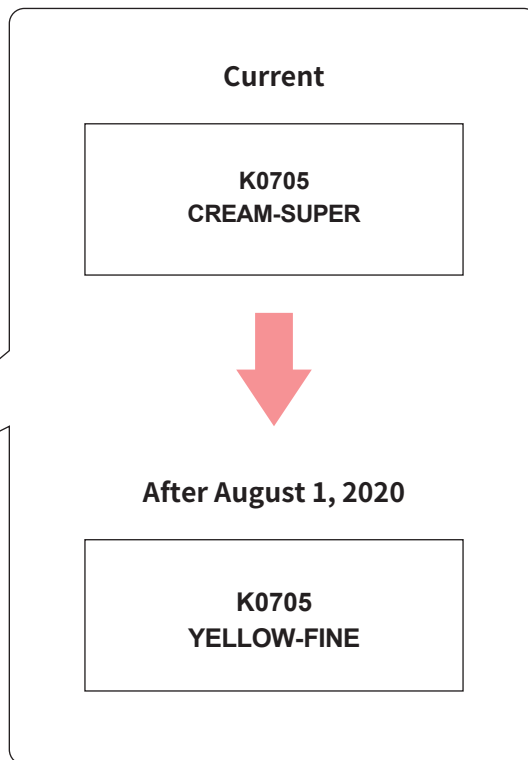 Current
K0705
CREAM-SUPER
After August 1, 2020
K0705
YELLOW-FINE